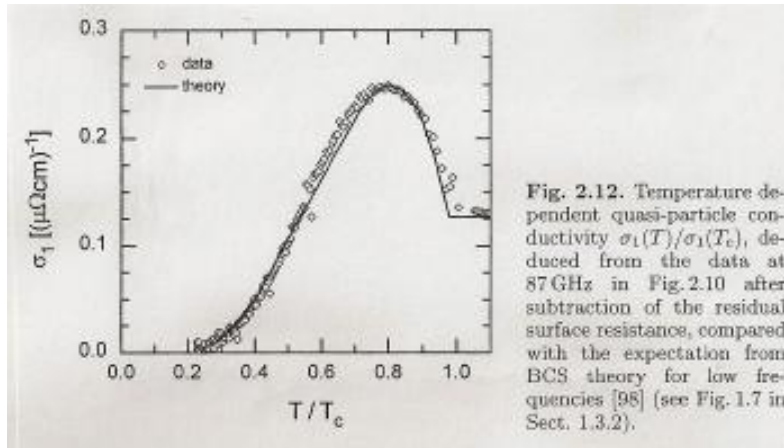 0.3
data
theory
0.2
σ₁ [(μΩcm)⁻¹]
0.1
0.0
0.0 0.2 0.4 0.6 0.8 1.0
T / Tc
Fig. 2.12. Temperature de-
pendent quasi-particle con-
ductivity σ₁(T)/σ₁(Tc), de-
duced from the data at
87 GHz in Fig. 2.10 after
subtraction of the residual
surface resistance, compared
with the expectation from
BCS theory for low fre-
quencies [98] (see Fig. 1.7 in
Sect. 1.3.2).